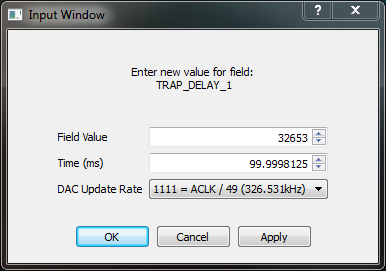 Input Window
Enter new value for field:
TRAP_DELAY_1
Field Value 32653
Time (ms) 99.9998125
DAC Update Rate 1111 = ACLK / 49 (326.531kHz)
OK Cancel Apply